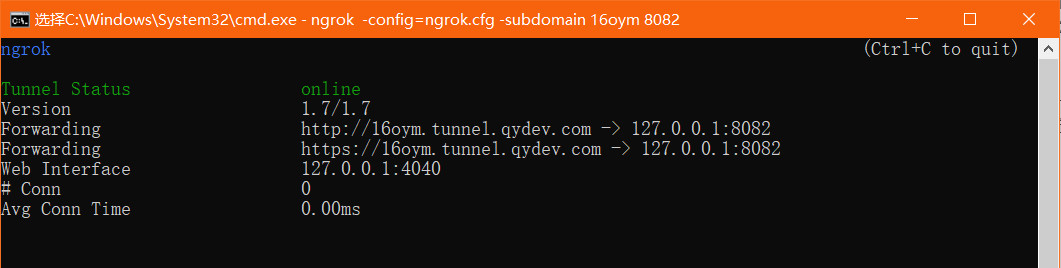 选择C:\Windows\System32\cmd.exe - ngrok  -config=ngrok.cfg -subdomain 16oym 8082
ngrok (Ctrl+C to quit)
Tunnel Status online
Version 1.7/1.7
Forwarding http://16oym.tunnel.qydev.com -> 127.0.0.1:8082
Forwarding https://16oym.tunnel.qydev.com -> 127.0.0.1:8082
Web Interface 127.0.0.1:4040
# Conn 0
Avg Conn Time 0.00ms